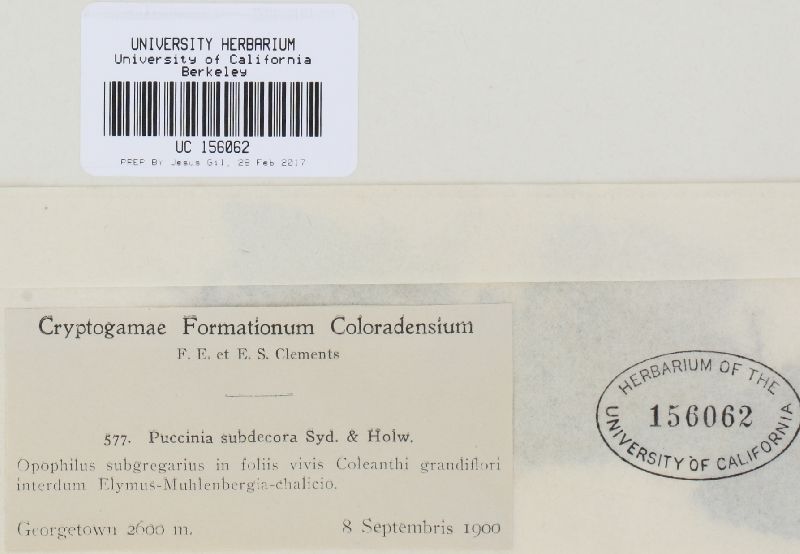 UNIVERSITY HERBARIUM
University of California
Berkeley
UC 156062
PREP BY Jesus Gil, 28 Feb 2017
Cryptogamae Formationum Coloradensium
F. E. et E. S. Clements
577. Puccinia subdecora Syd. & Holw.
Opophilus subgregarius in foliis vivis Coleanthi grandiflori
interdum Elymus-Muhlenbergia-chalicio.
Georgetown 2600 m. 8 Septembris 1900
HERBARIUM OF THE
156062
UNIVERSITY OF CALIFORNIA